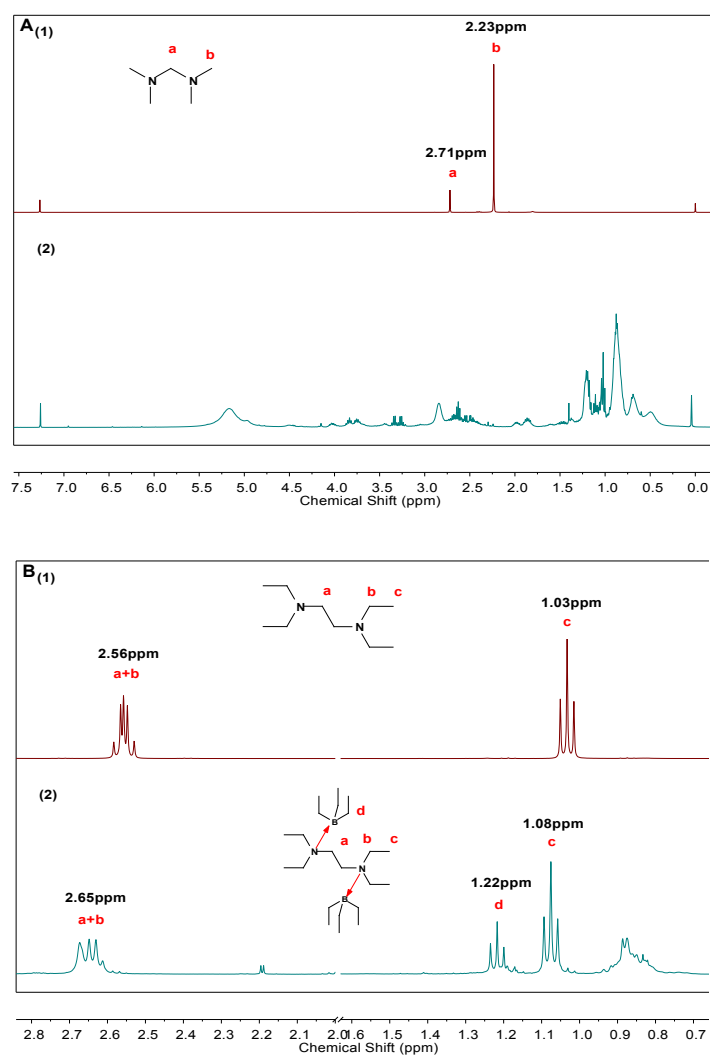 A(1)
2.23ppm
a b b
N N
2.71ppm
a
(2)
7.5 7.0 6.5 6.0 5.5 5.0 4.5 4.0 3.5 3.0 2.5 2.0 1.5 1.0 0.5 0.0
Chemical Shift (ppm)
B(1)
a b c 1.03ppm
N c
N
2.56ppm
a+b
(2)
B d
1.08ppm
a b c c
N
N 1.22ppm
2.65ppm d
B
a+b
2.8 2.7 2.6 2.5 2.4 2.3 2.2 2.1 2.0 1.6 1.5 1.4 1.3 1.2 1.1 1.0 0.9 0.8 0.7
Chemical Shift (ppm)